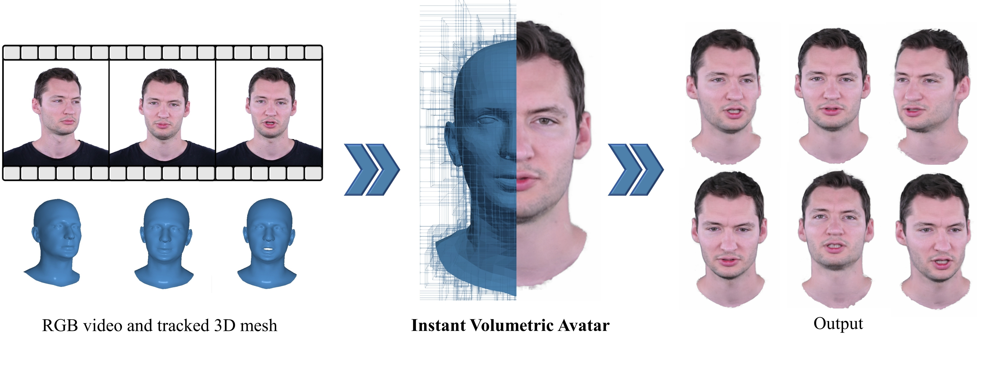 RGB video and tracked 3D mesh
Instant Volumetric Avatar
Output